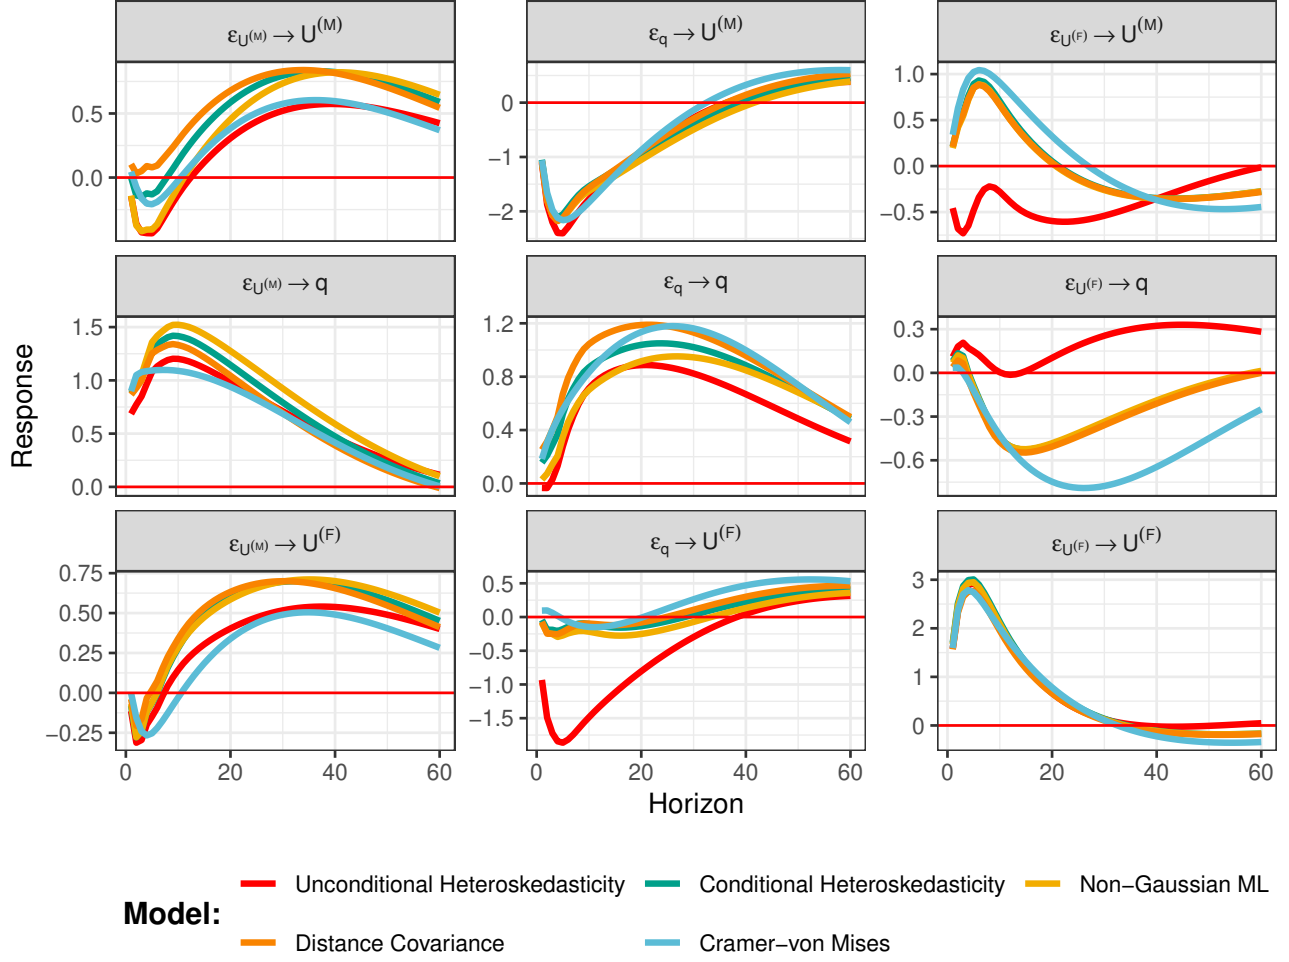 ε_U(M) → U(M)
ε_q → U(M)
ε_U(F) → U(M)
0.5
0.0
0
−1
−2
1.0
0.5
0.0
−0.5
ε_U(M) → q
ε_q → q
ε_U(F) → q
1.5
1.0
0.5
0.0
1.2
0.8
0.4
0.0
0.3
0.0
−0.3
−0.6
Response
ε_U(M) → U(F)
ε_q → U(F)
ε_U(F) → U(F)
0.75
0.50
0.25
0.00
−0.25
0.5
0.0
−0.5
−1.0
−1.5
3
2
1
0
0 20 40 60
0 20 40 60
0 20 40 60
Horizon
Model:
Unconditional Heteroskedasticity
Conditional Heteroskedasticity
Non−Gaussian ML
Distance Covariance
Cramer−von Mises